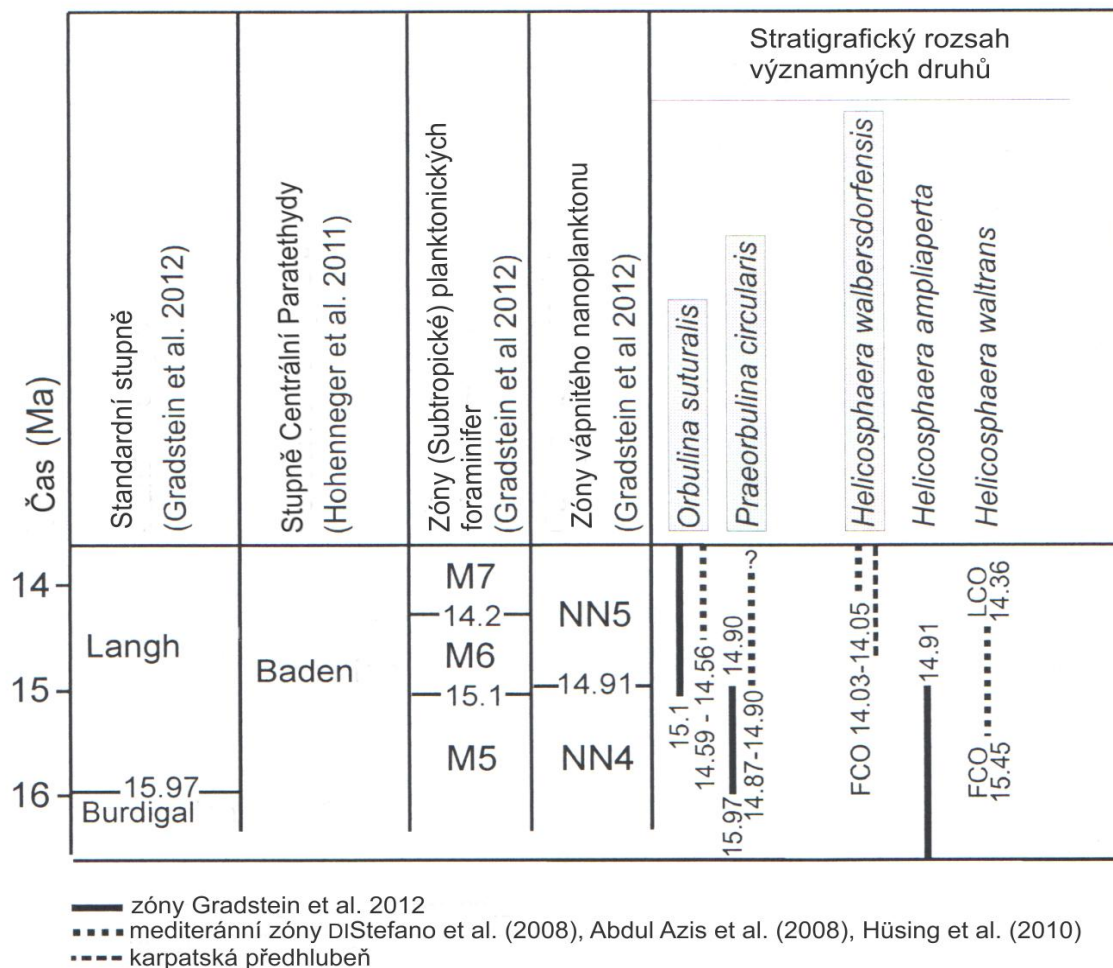 Stratigrafický rozsah
významných druhů
Čas (Ma)
Standardní stupně
(Gradstein et al. 2012)
Stupně Centrální Paratethydy
(Hohenneger et al. 2011)
Zóny (Subtropické) planktonických
foraminifer
(Gradstein et al 2012)
Zóny vápnitého nanoplanktonu
(Gradstein et al 2012)
Orbulina suturalis
Praeorbulina circularis
Helicosphaera walbersdorfensis
Helicosphaera ampliaperta
Helicosphaera waltrans
14
15
16
Langh
15.97
Burdigal
Baden
M7
14.2
M6
15.1
M5
NN5
14.91
NN4
15.1
14.59 - 14.56
15.97
14.90
14.87-14.90
?
FCO 14.03-14.05
14.91
LCO
14.36
FCO
15.45
zóny Gradstein et al. 2012
mediteránní zóny DIStefano et al. (2008), Abdul Azis et al. (2008), Hüsing et al. (2010)
karpatská předhlubeň